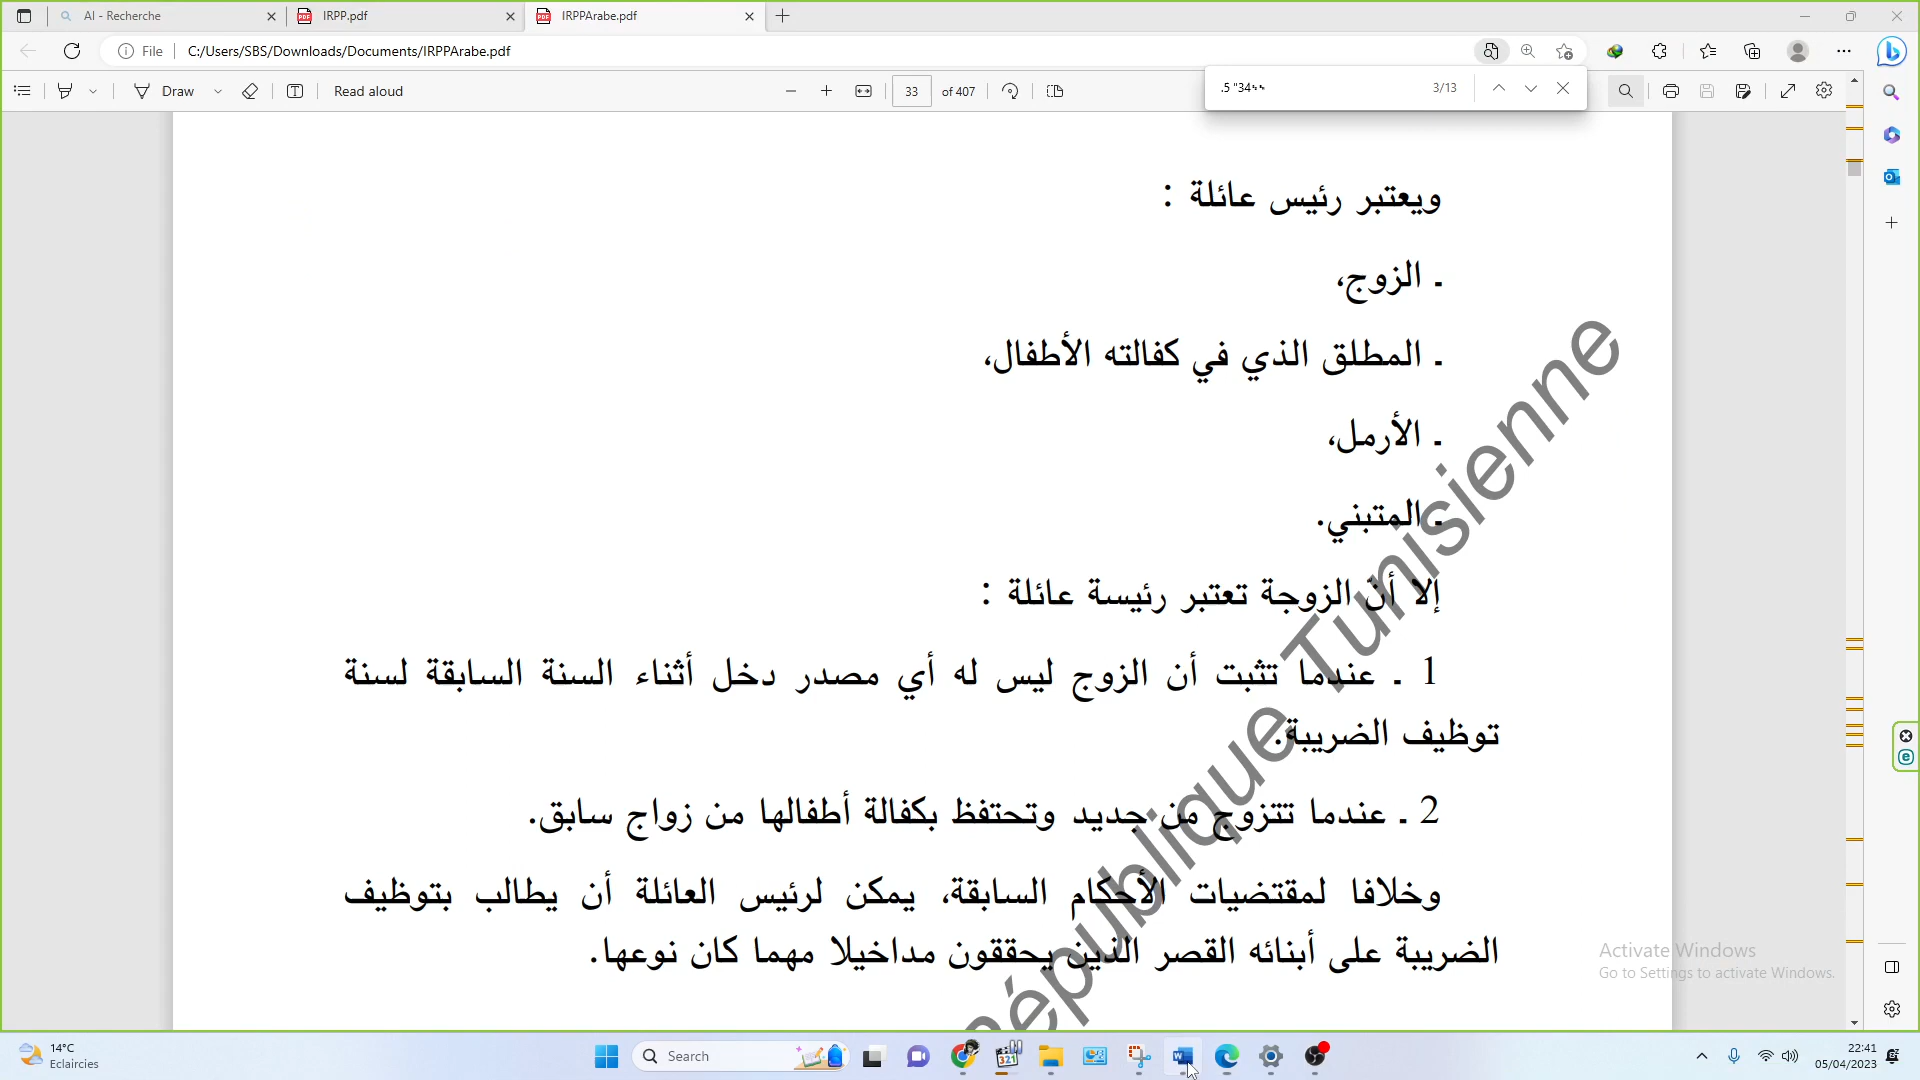 AI - Recherche
IRPP.pdf
IRPPArabe.pdf
File
C:/Users/SBS/Downloads/Documents/IRPPArabe.pdf
Draw
Read aloud
33 of 407
3/13
ويعتبر رئيس عائلة :
ـ الزوج،
ـ المطلق الذي في كفالته الأطفال،
ـ الأرمل،
ـ المتبني.
إلا أن الزوجة تعتبر رئيسة عائلة :
1 ـ عندما تثبت أن الزوج ليس له أي مصدر دخل أثناء السنة السابقة لسنة
توظيف الضريبة.
2 ـ عندما تتزوج من جديد وتحتفظ بكفالة أطفالها من زواج سابق.
وخلافا لمقتضيات الأحكام السابقة، يمكن لرئيس العائلة أن يطالب بتوظيف
الضريبة على أبنائه القصر الذين يحققون مداخيلا مهما كان نوعها.
République Tunisienne
Activate Windows
Go to Settings to activate Windows.
14°C
Eclaircies
Search
22:41
05/04/2023